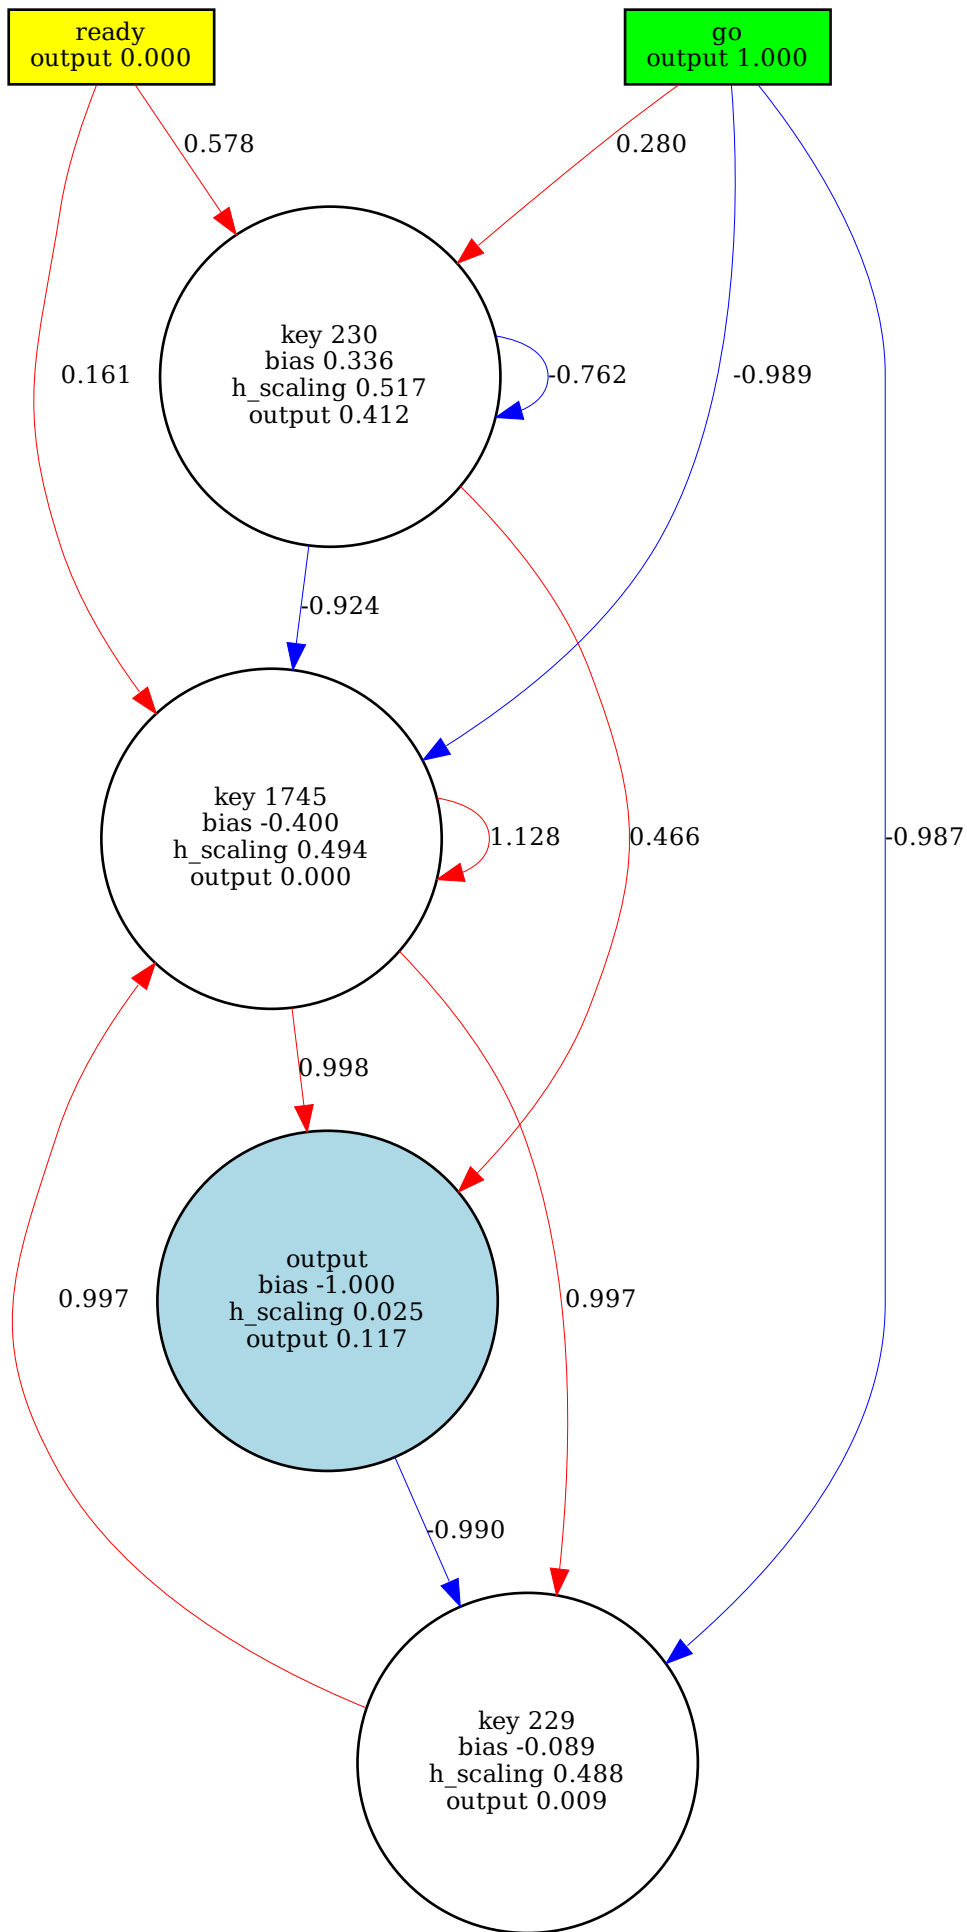 ready
output 0.000
go
output 1.000
0.578
0.280
key 230
bias 0.336
h_scaling 0.517
output 0.412
0.161
-0.762
-0.989
-0.924
key 1745
bias -0.400
h_scaling 0.494
output 0.000
1.128
0.466
-0.987
0.998
output
bias -1.000
h_scaling 0.025
output 0.117
0.997
0.997
-0.990
key 229
bias -0.089
h_scaling 0.488
output 0.009